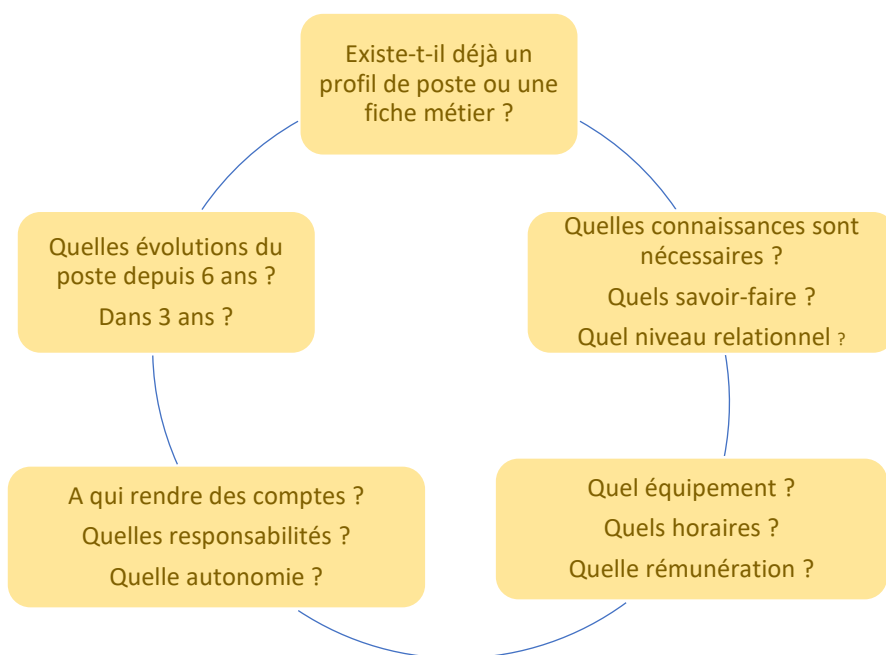 Existe-t-il déjà un
profil de poste ou une
fiche métier ?
Quelles connaissances sont
nécessaires ?
Quels savoir-faire ?
Quel niveau relationnel ?
Quel équipement ?
Quels horaires ?
Quelle rémunération ?
A qui rendre des comptes ?
Quelles responsabilités ?
Quelle autonomie ?
Quelles évolutions du
poste depuis 6 ans ?
Dans 3 ans ?